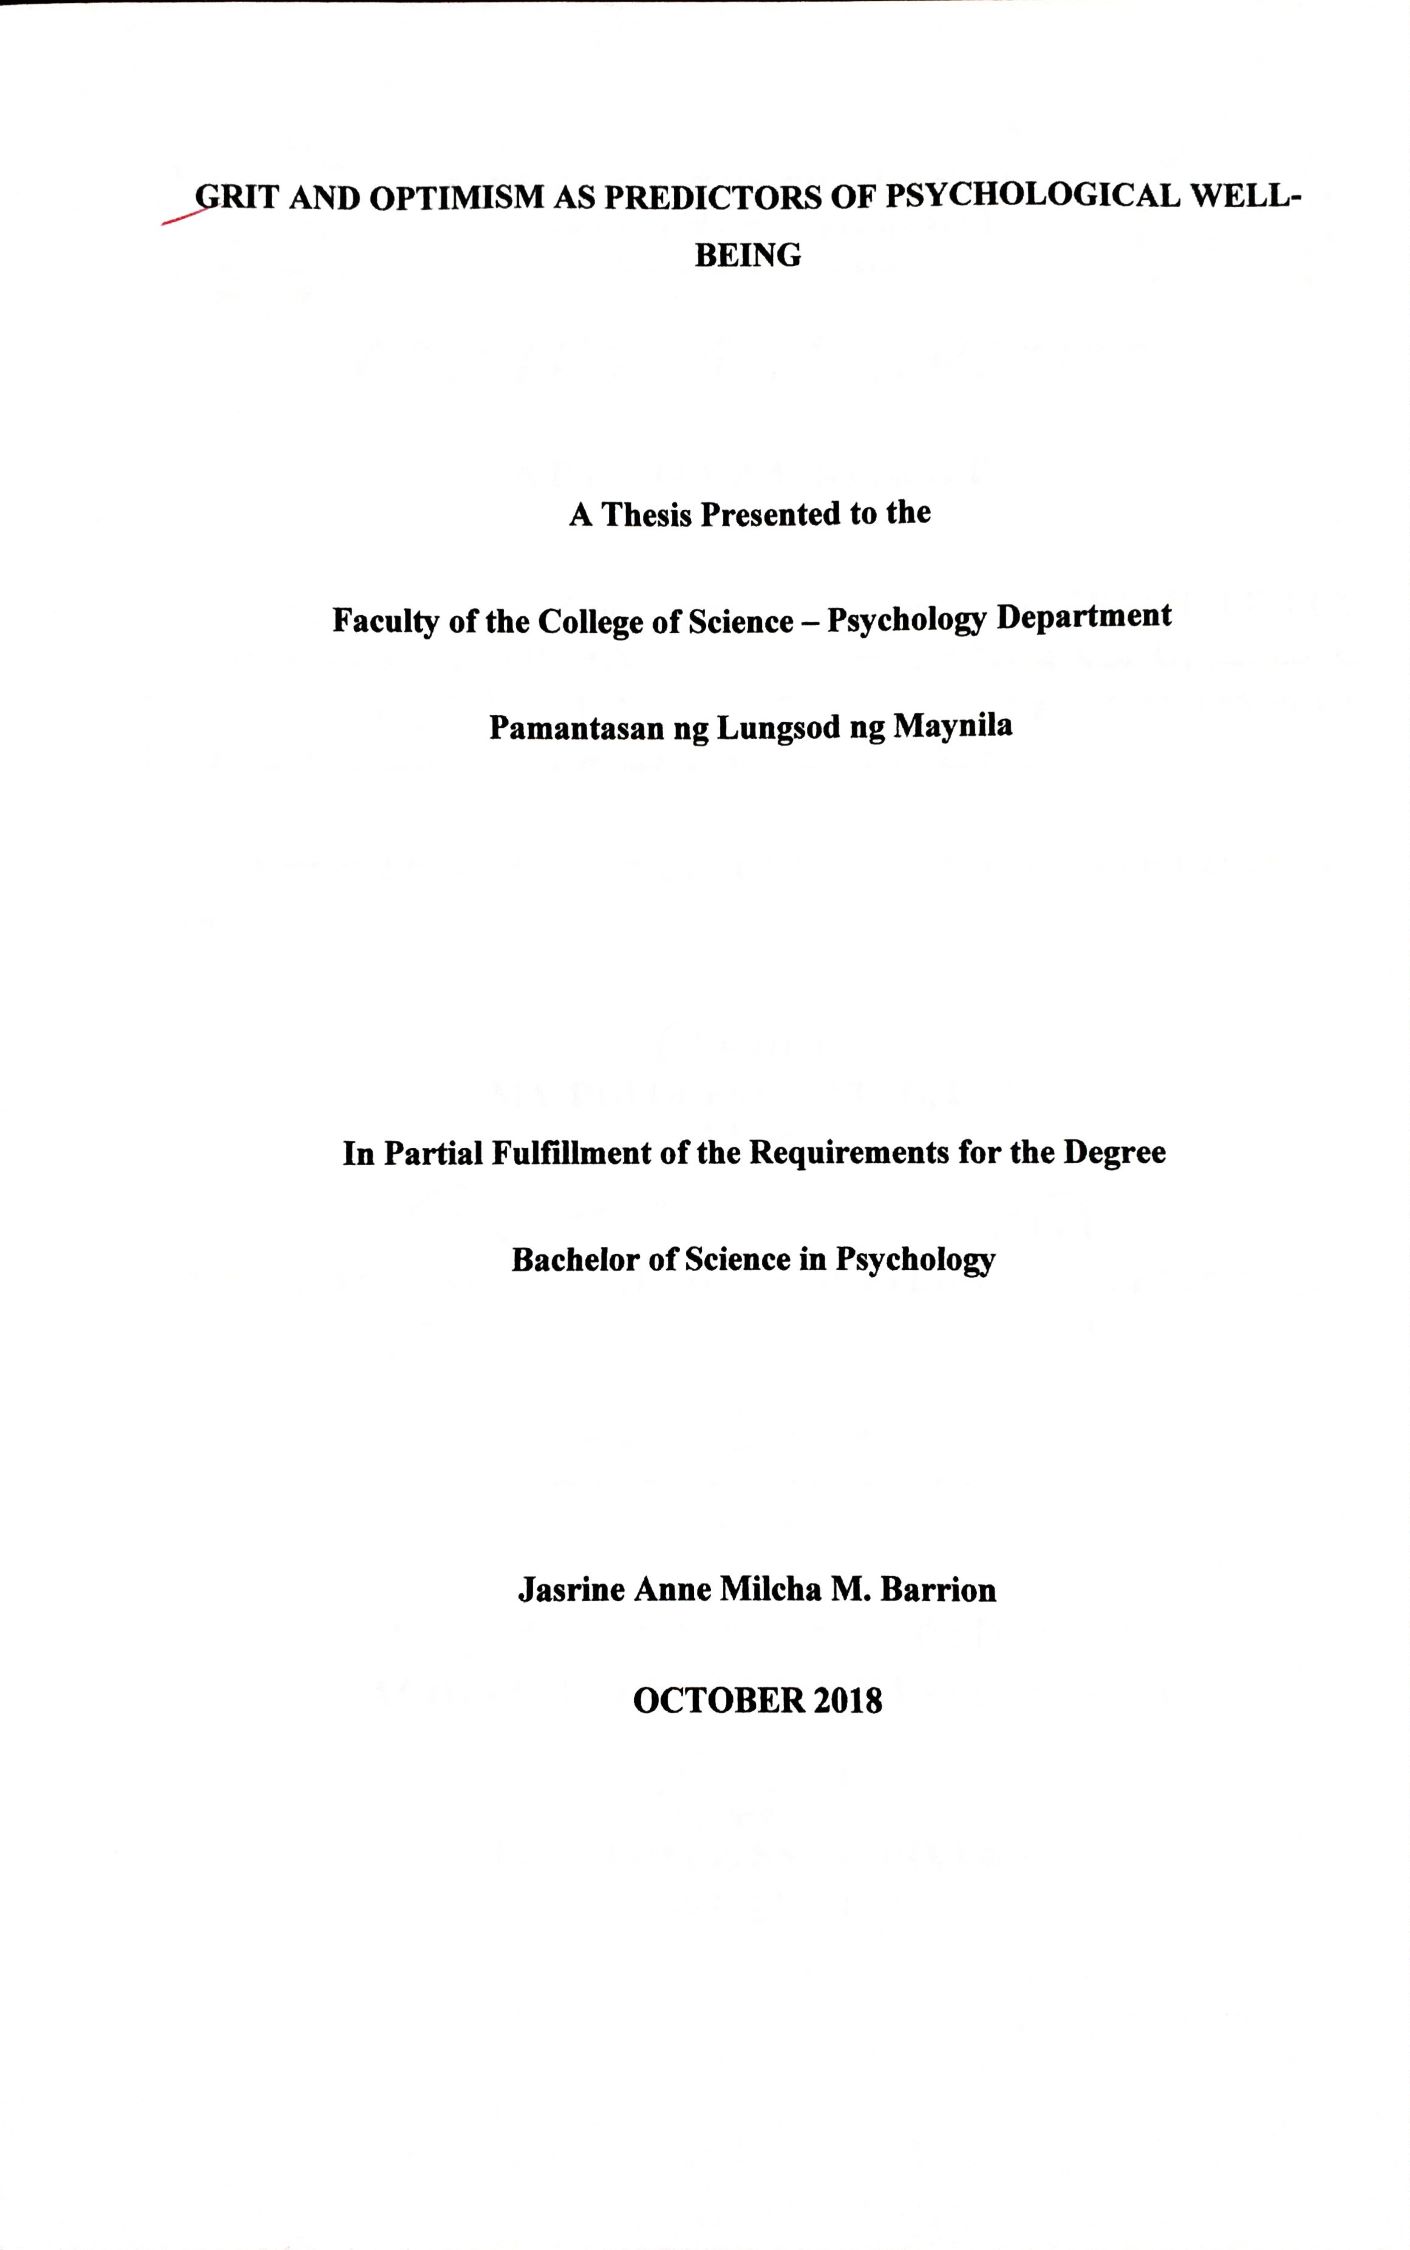 GRIT AND OPTIMISM AS PREDICTORS OF PSYCHOLOGICAL WELL-
BEING
A Thesis Presented to the
Faculty of the College of Science – Psychology Department
Pamantasan ng Lungsod ng Maynila
In Partial Fulfillment of the Requirements for the Degree
Bachelor of Science in Psychology
Jasrine Anne Milcha M. Barrion
OCTOBER 2018